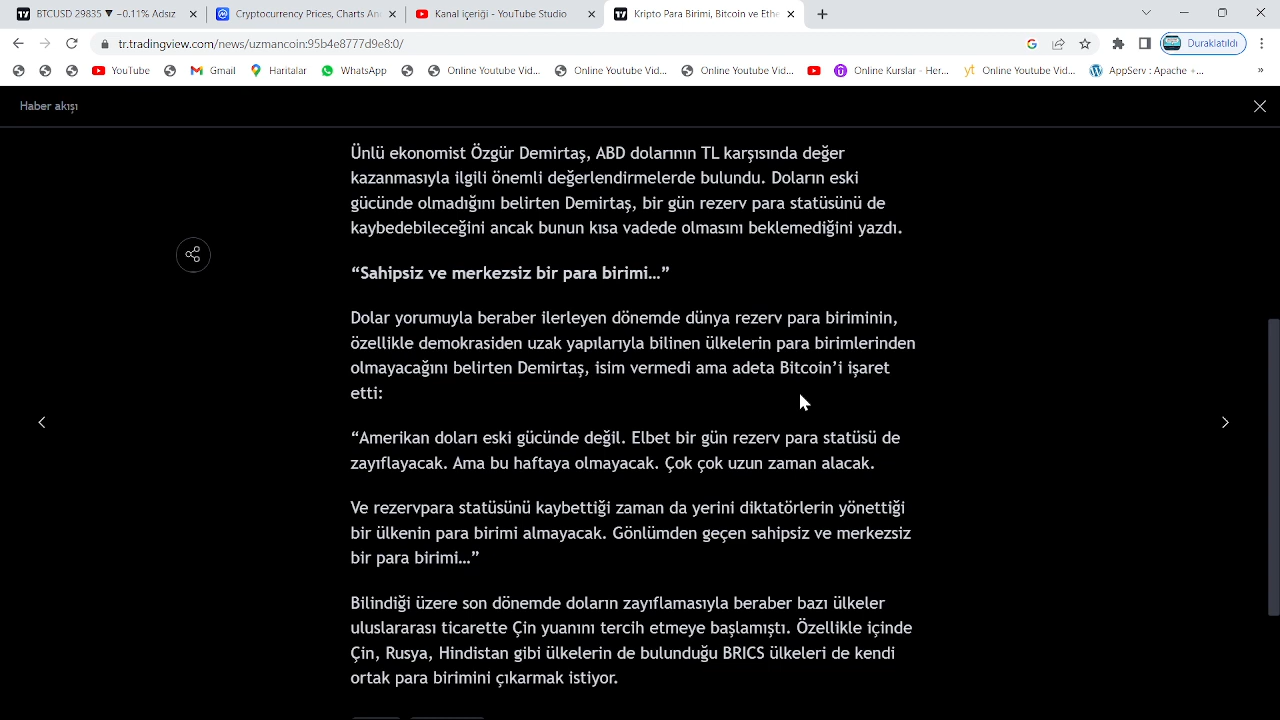 BTCUSD 29835 ▼ −0.11% Adsız
Cryptocurrency Prices, Charts An
Kanal içeriği - YouTube Studio
Kripto Para Birimi, Bitcoin ve Ethe
tr.tradingview.com/news/uzmancoin:95b4e8777d9e8:0/
Duraklatıldı
YouTube
Gmail
Haritalar
WhatsApp
Online Youtube Vid...
Online Youtube Vid...
Online Youtube Vid...
Online Kurslar - Her...
yt Online Youtube Vid...
AppServ : Apache +...
»
Haber akışı
Ünlü ekonomist Özgür Demirtaş, ABD dolarının TL karşısında değer
kazanmasıyla ilgili önemli değerlendirmelerde bulundu. Doların eski
gücünde olmadığını belirten Demirtaş, bir gün rezerv para statüsünü de
kaybedebileceğini ancak bunun kısa vadede olmasını beklemediğini yazdı.
“Sahipsiz ve merkezsiz bir para birimi…”
Dolar yorumuyla beraber ilerleyen dönemde dünya rezerv para biriminin,
özellikle demokrasiden uzak yapılarıyla bilinen ülkelerin para birimlerinden
olmayacağını belirten Demirtaş, isim vermedi ama adeta Bitcoin’i işaret
etti:
“Amerikan doları eski gücünde değil. Elbet bir gün rezerv para statüsü de
zayıflayacak. Ama bu haftaya olmayacak. Çok çok uzun zaman alacak.
Ve rezervpara statüsünü kaybettiği zaman da yerini diktatörlerin yönettiği
bir ülkenin para birimi almayacak. Gönlümden geçen sahipsiz ve merkezsiz
bir para birimi…”
Bilindiği üzere son dönemde doların zayıflamasıyla beraber bazı ülkeler
uluslararası ticarette Çin yuanını tercih etmeye başlamıştı. Özellikle içinde
Çin, Rusya, Hindistan gibi ülkelerin de bulunduğu BRICS ülkeleri de kendi
ortak para birimini çıkarmak istiyor.